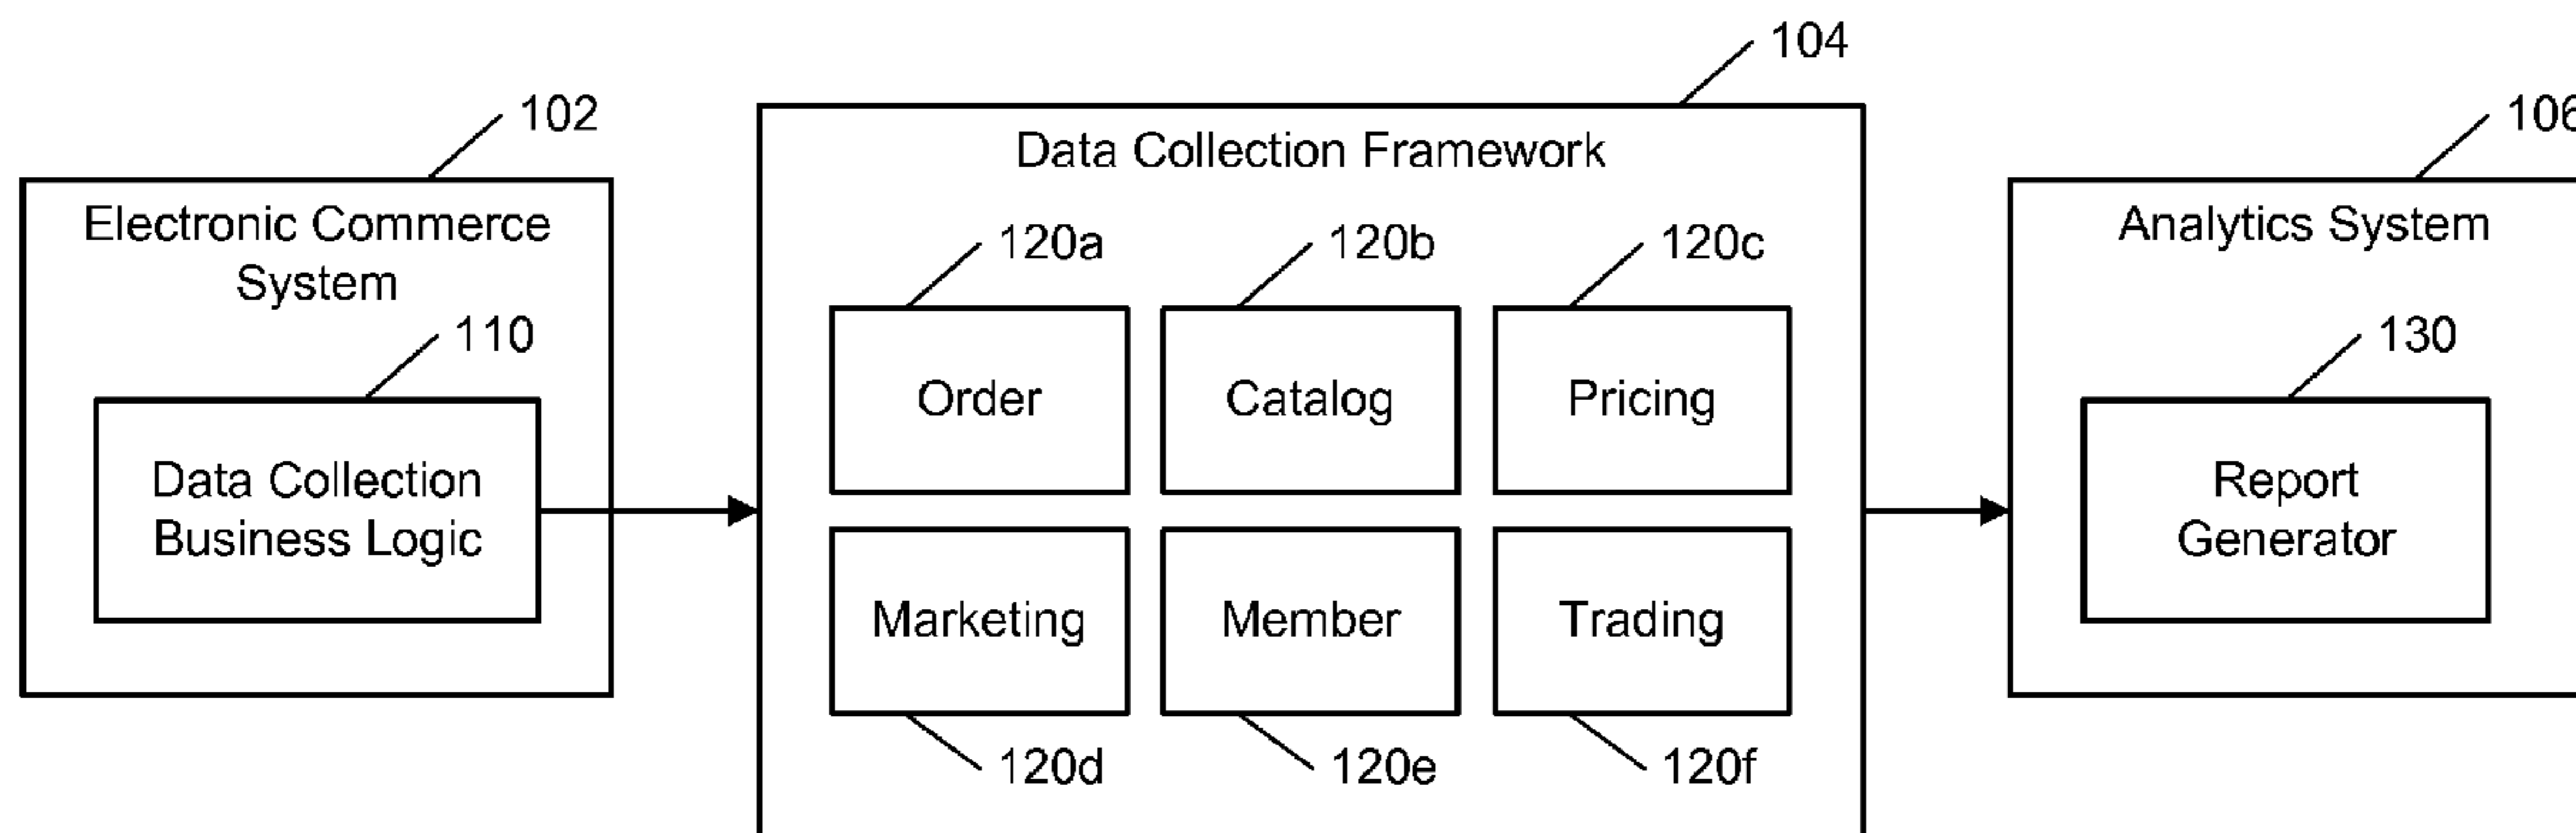 104
102
106
Data Collection Framework
Electronic Commerce
System
Analytics System
120a
120b
120c
110
130
Order
Catalog
Pricing
Data Collection
Business Logic
Report
Generator
Marketing
Member
Trading
120d
120e
120f